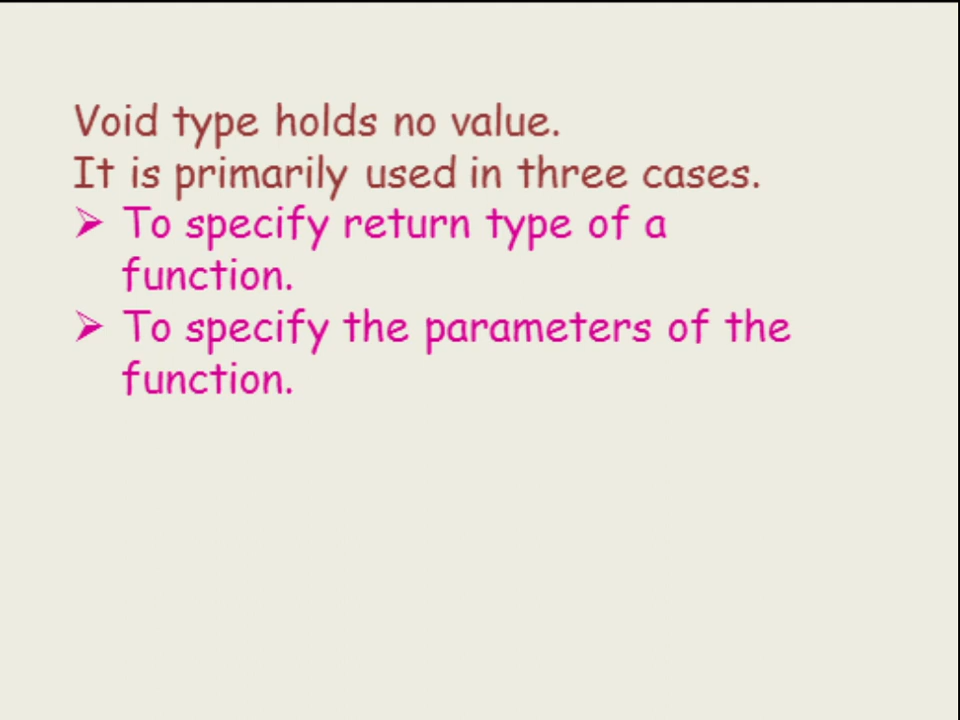 Void type holds no value.
It is primarily used in three cases.
➢ To specify return type of a
function.
➢ To specify the parameters of the
function.